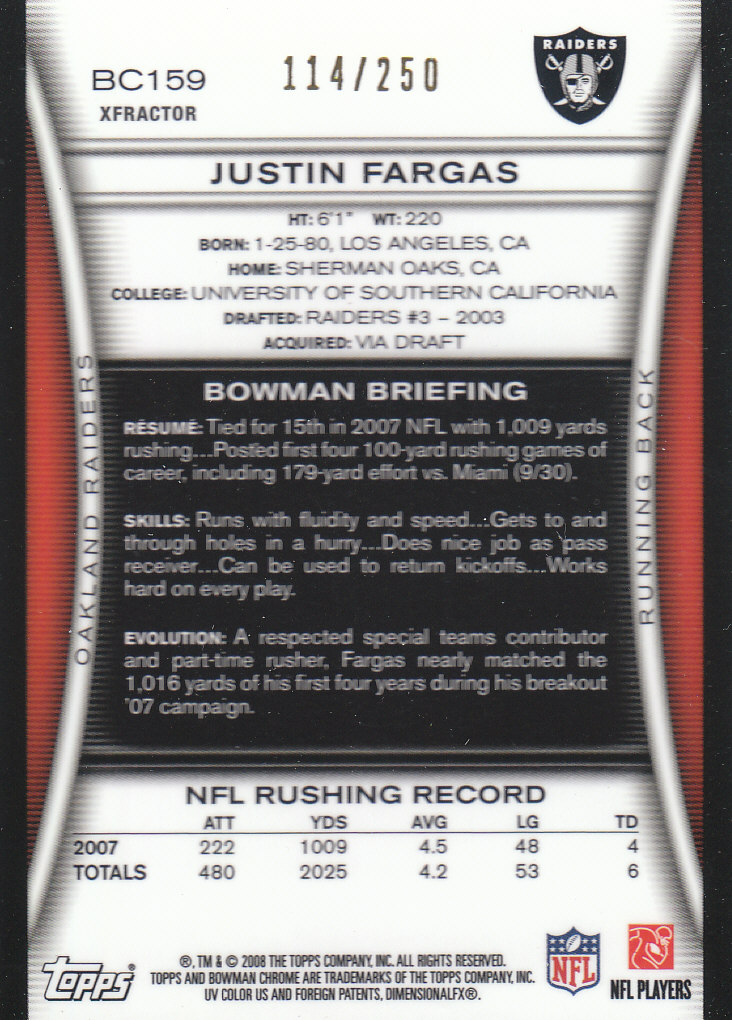 RAIDERS
BC159
114/250
XFRACTOR
JUSTIN FARGAS
HT: 6'1" WT: 220
BORN: 1-25-80, LOS ANGELES, CA
HOME: SHERMAN OAKS, CA
COLLEGE: UNIVERSITY OF SOUTHERN CALIFORNIA
DRAFTED: RAIDERS #3 – 2003
ACQUIRED: VIA DRAFT
OAKLAND RAIDERS
RUNNING BACK
BOWMAN BRIEFING
RÉSUMÉ: Tied for 15th in 2007 NFL with 1,009 yards
rushing...Posted first four 100-yard rushing games of
career, including 179-yard effort vs. Miami (9/30).
SKILLS: Runs with fluidity and speed...Gets to and
through holes in a hurry...Does nice job as pass
receiver...Can be used to return kickoffs...Works
hard on every play.
EVOLUTION: A respected special teams contributor
and part-time rusher, Fargas nearly matched the
1,016 yards of his first four years during his breakout
'07 campaign.
NFL RUSHING RECORD
ATT YDS AVG LG TD
2007 222 1009 4.5 48 4
TOTALS 480 2025 4.2 53 6
Topps®
®, TM & © 2008 THE TOPPS COMPANY, INC. ALL RIGHTS RESERVED.
TOPPS AND BOWMAN CHROME ARE TRADEMARKS OF THE TOPPS COMPANY, INC.
UV COLOR US AND FOREIGN PATENTS, DIMENSIONALFX®.
NFL
NFL PLAYERS